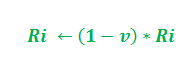 Ri ← (1 − v) * Ri